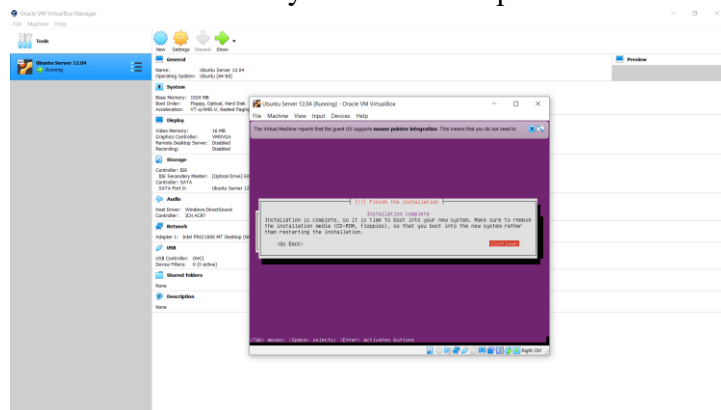 Oracle VM VirtualBox Manager
File Machine Help
Tools
New Settings Discard Show
Ubuntu Server 12.04
Running
General
Name: Ubuntu Server 12.04
Operating System: Ubuntu (64-bit)
Preview
System
Base Memory: 1024 MB
Boot Order: Floppy, Optical, Hard Disk
Acceleration: VT-x/AMD-V, Nested Paging
Display
Video Memory: 16 MB
Graphics Controller: VMSVGA
Remote Desktop Server: Disabled
Recording: Disabled
Storage
Controller: IDE
IDE Secondary Master: [Optical Drive]
Controller: SATA
SATA Port 0: Ubuntu Server 12
Audio
Host Driver: Windows DirectSound
Controller: ICH AC97
Network
Adapter 1: Intel PRO/1000 MT Desktop
USB
USB Controller: OHCI
Device Filters: 0 (0 active)
Shared folders
None
Description
None
Ubuntu Server 12.04 [Running] - Oracle VM VirtualBox
File Machine View Input Devices Help
The Virtual Machine reports that the guest OS supports mouse pointer integration. This means that you do not need to
[!!] Finish the installation
Installation complete
Installation is complete, so it is time to boot into your new system. Make sure to remove
the installation media (CD-ROM, floppies), so that you boot into the new system rather
than restarting the installation.
<Go Back> <Continue>
<Tab> moves; <Space> selects; <Enter> activates buttons
Right Ctrl